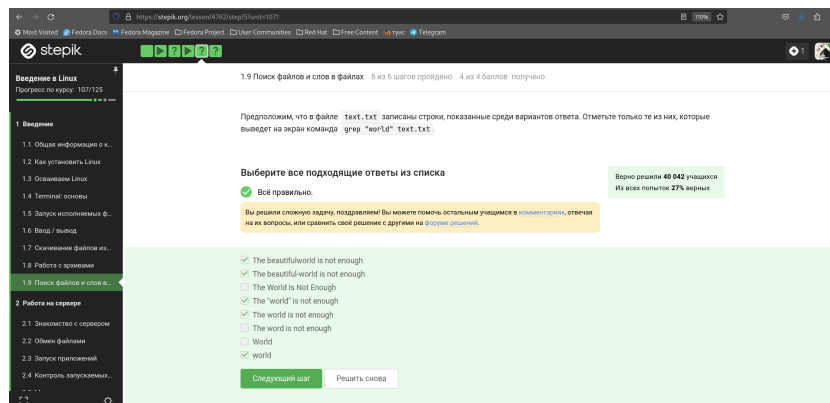 https://stepik.org/lesson/4762/step/5?unit=1071
110%
Most Visited Fedora Docs Fedora Magazine Fedora Project User Communities Red Hat Free Content Telegram
stepik
1
Введение в Linux
Прогресс по курсу: 107/125
1 Введение
1.1 Общая информация о к...
1.2 Как установить Linux
1.3 Осваиваем Linux
1.4 Terminal: основы
1.5 Запуск исполняемых ф...
1.6 Ввод / вывод
1.7 Скачивание файлов из...
1.8 Работа с архивами
1.9 Поиск файлов и слов в...
2 Работа на сервере
2.1 Знакомство с сервером
2.2 Обмен файлами
2.3 Запуск приложений
2.4 Контроль запускаемых...
1.9 Поиск файлов и слов в файлах 6 из 6 шагов пройдено 4 из 4 баллов получено
Предположим, что в файле text.txt записаны строки, показанные среди вариантов ответа. Отметьте только те из них, которые
выведет на экран команда grep "world" text.txt.
Выберите все подходящие ответы из списка
Всё правильно.
Верно решили 40 042 учащихся
Из всех попыток 27% верных
Вы решили сложную задачу, поздравляем! Вы можете помочь остальным учащимся в комментариях, отвечая
на их вопросы, или сравнить своё решение с другими на форуме решений.
The beautifulworld is not enough
The beautiful-world is not enough
The World Is Not Enough
The "world" is not enough
The world is not enough
The word is not enough
World
world
Следующий шаг
Решить снова